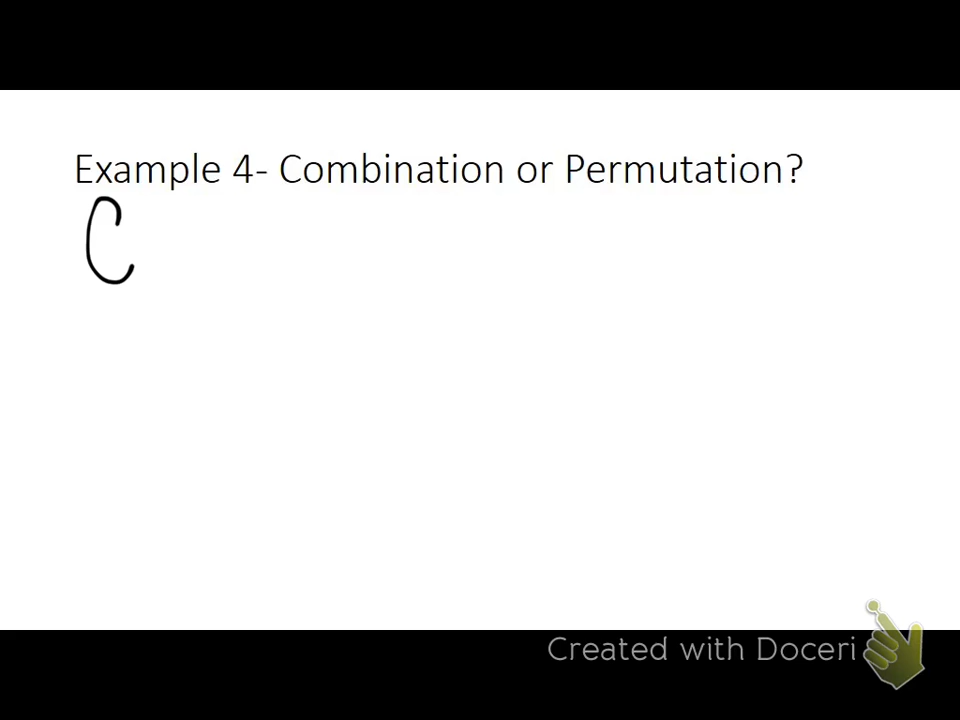 Example 4- Combination or Permutation?
C
Created with Doceri